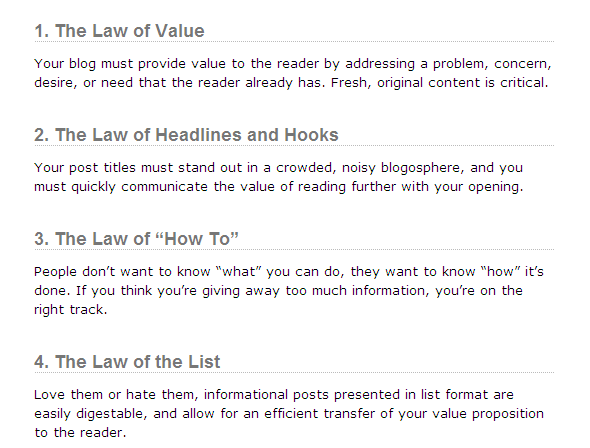 1. The Law of Value
Your blog must provide value to the reader by addressing a problem, concern,
desire, or need that the reader already has. Fresh, original content is critical.
2. The Law of Headlines and Hooks
Your post titles must stand out in a crowded, noisy blogosphere, and you
must quickly communicate the value of reading further with your opening.
3. The Law of “How To”
People don’t want to know “what” you can do, they want to know “how” it’s
done. If you think you’re giving away too much information, you’re on the
right track.
4. The Law of the List
Love them or hate them, informational posts presented in list format are
easily digestable, and allow for an efficient transfer of your value proposition
to the reader.